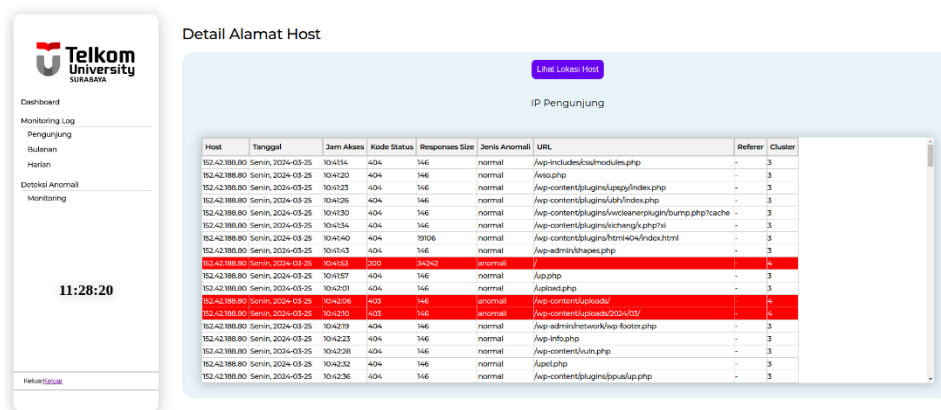 Telkom
University
SURABAYA
Dashboard
Monitoring Log
Pengunjung
Bulanan
Harian
Deteksi Anomali
Monitoring
11:28:20
KeluarKeluar
Detail Alamat Host
Lihat Lokasi Host
IP Pengunjung
Host Tanggal Jam Akses Kode Status Responses Size Jenis Anomali URL Referer Cluster
152.42.188.80 Senin, 2024-03-25 10:41:14 404 146 normal /wp-includes/css/modules.php - 3
152.42.188.80 Senin, 2024-03-25 10:41:20 404 146 normal /wso.php - 3
152.42.188.80 Senin, 2024-03-25 10:41:23 404 146 normal /wp-content/plugins/upspy/index.php - 3
152.42.188.80 Senin, 2024-03-25 10:41:26 404 146 normal /wp-content/plugins/ubh/index.php - 3
152.42.188.80 Senin, 2024-03-25 10:41:30 404 146 normal /wp-content/plugins/vwcleanerplugin/bump.php?cache - 3
152.42.188.80 Senin, 2024-03-25 10:41:34 404 146 normal /wp-content/plugins/xichang/x.php?xi - 3
152.42.188.80 Senin, 2024-03-25 10:41:40 404 19106 normal /wp-content/plugins/html404/index.html - 3
152.42.188.80 Senin, 2024-03-25 10:41:43 404 146 normal /wp-admin/shapes.php - 3
152.42.188.80 Senin, 2024-03-25 10:41:53 200 34242 anomali / - 4
152.42.188.80 Senin, 2024-03-25 10:41:57 404 146 normal /up.php - 3
152.42.188.80 Senin, 2024-03-25 10:42:01 404 146 normal /upload.php - 3
152.42.188.80 Senin, 2024-03-25 10:42:06 403 146 anomali /wp-content/uploads/ - 4
152.42.188.80 Senin, 2024-03-25 10:42:10 403 146 anomali /wp-content/uploads/2024/03/ - 4
152.42.188.80 Senin, 2024-03-25 10:42:19 404 146 normal /wp-admin/network/wp-footer.php - 3
152.42.188.80 Senin, 2024-03-25 10:42:23 404 146 normal /wp-info.php - 3
152.42.188.80 Senin, 2024-03-25 10:42:28 404 146 normal /wp-content/vuln.php - 3
152.42.188.80 Senin, 2024-03-25 10:42:32 404 146 normal /upel.php - 3
152.42.188.80 Senin, 2024-03-25 10:42:36 404 146 normal /wp-content/plugins/ppus/up.php - 3